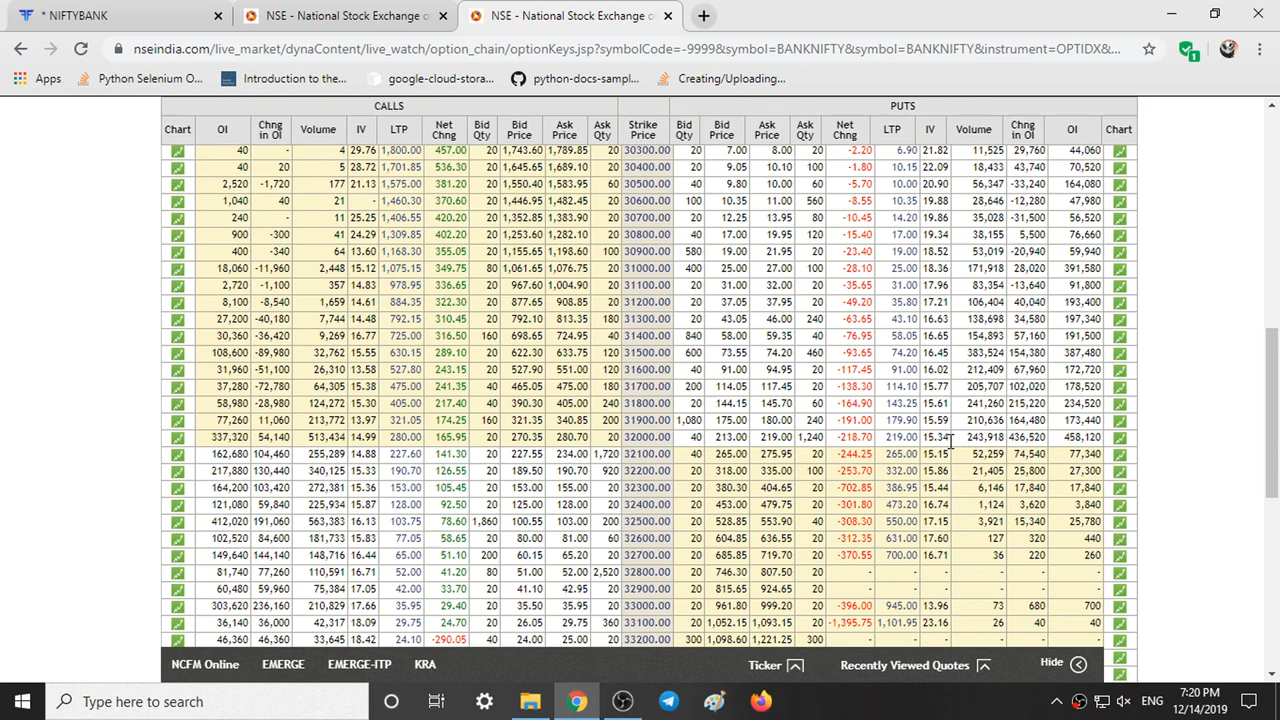 * NIFTYBANK
NSE - National Stock Exchange o
NSE - National Stock Exchange o
nseindia.com/live_market/dynaContent/live_watch/option_chain/optionKeys.jsp?symbolCode=-9999&symbol=BANKNIFTY&symbol=BANKNIFTY&instrument=OPTIDX&...
1
Apps Python Selenium O... Introduction to the... google-cloud-stora... python-docs-sampl... Creating/Uploading...
CALLS PUTS
Chart OI Chng in OI Volume IV LTP Net Chng Bid Qty Bid Price Ask Price Ask Qty Strike Price Bid Qty Bid Price Ask Price Ask Qty Net Chng LTP IV Volume Chng in OI OI Chart
40 - 4 29.76 1,800.00 457.00 20 1,743.60 1,789.85 20 30300.00 20 7.00 8.00 20 -2.20 6.90 21.82 11,525 29,760 44,060
40 20 5 28.72 1,701.85 536.30 20 1,645.65 1,689.10 20 30400.00 20 9.05 10.15 100 -1.80 10.15 22.09 18,433 43,740 70,520
2,520 -1,720 177 21.13 1,575.00 381.20 20 1,550.40 1,583.95 60 30500.00 40 9.80 10.00 60 -5.70 10.00 20.90 56,347 -33,240 164,080
1,040 40 21 - 1,460.30 370.60 20 1,446.95 1,482.45 20 30600.00 100 10.35 11.00 560 -8.55 10.35 19.88 28,646 -12,280 47,980
240 - 11 25.25 1,406.55 420.20 20 1,352.85 1,383.90 20 30700.00 20 12.25 13.95 80 -10.45 14.20 19.86 35,028 -31,500 56,520
900 -300 41 24.29 1,309.85 402.20 20 1,253.60 1,282.10 20 30800.00 40 17.00 19.95 120 -15.40 17.00 19.34 38,155 5,500 76,660
400 -340 64 13.60 1,168.30 355.05 20 1,155.65 1,198.60 100 30900.00 580 19.00 21.95 20 -23.40 19.00 18.52 53,019 -20,940 59,940
18,060 -11,960 2,448 15.12 1,075.15 349.75 80 1,061.65 1,076.75 20 31000.00 400 25.00 27.00 100 -28.10 25.00 18.36 171,918 28,020 391,580
2,720 -1,100 357 14.83 978.95 336.65 20 967.60 1,004.90 20 31100.00 20 31.00 32.00 20 -35.65 31.00 17.96 83,354 -13,640 91,800
8,100 -8,540 1,659 14.61 884.35 322.30 20 877.65 908.85 20 31200.00 20 37.05 37.95 20 -49.20 35.80 17.21 106,404 40,040 193,400
27,200 -40,180 7,744 14.48 792.15 310.45 20 792.10 813.35 180 31300.00 20 43.05 46.00 240 -63.65 43.10 16.63 138,698 34,580 197,340
30,360 -36,420 9,269 16.77 725.00 316.50 160 698.65 724.95 40 31400.00 840 58.00 59.35 40 -76.95 58.05 16.65 154,893 57,160 191,500
108,600 -89,980 32,762 15.55 630.15 289.10 20 622.30 633.75 120 31500.00 600 73.55 74.20 460 -93.65 74.20 16.45 383,524 154,380 387,480
31,960 -51,100 26,310 13.58 527.80 243.15 20 527.90 551.00 120 31600.00 40 91.00 94.95 20 -117.45 91.00 16.02 212,409 67,960 172,720
37,280 -72,780 64,305 15.38 475.00 241.35 40 465.05 475.00 180 31700.00 200 114.05 117.45 20 -138.30 114.10 15.77 205,707 102,020 178,520
58,980 -28,980 124,272 15.30 405.00 217.40 40 390.30 405.00 240 31800.00 20 144.15 145.70 60 -164.90 143.25 15.61 241,260 215,220 234,520
77,260 11,060 213,772 13.97 321.05 174.25 160 321.35 340.85 200 31900.00 1,080 175.00 180.00 240 -191.00 179.90 15.59 210,636 164,480 173,440
337,320 54,140 513,434 14.99 280.00 165.95 20 270.35 280.70 20 32000.00 40 213.00 219.00 1,240 -218.70 219.00 15.34 243,918 436,520 458,120
162,680 104,460 255,289 14.88 227.60 141.30 20 227.55 234.00 1,720 32100.00 40 265.00 275.95 20 -244.25 265.00 15.15 52,259 74,540 77,340
217,880 130,440 340,125 15.33 190.70 126.55 20 189.50 190.70 920 32200.00 20 318.00 335.00 100 -253.70 332.00 15.86 21,405 25,800 27,300
164,200 103,420 272,381 15.36 153.00 105.45 20 153.00 155.00 20 32300.00 20 380.30 404.65 20 -702.85 386.95 15.44 6,146 17,840 17,840
121,080 59,840 225,934 15.87 128.00 92.50 20 125.00 128.00 20 32400.00 20 453.00 479.75 20 -301.80 473.20 16.74 1,124 3,620 3,840
412,020 191,060 563,383 16.13 103.75 78.60 1,860 100.55 103.00 200 32500.00 20 528.85 553.90 40 -308.30 550.00 17.15 3,921 15,340 25,780
102,520 84,600 181,733 15.83 77.05 58.65 20 80.00 81.00 60 32600.00 20 604.85 636.55 20 -312.35 631.00 17.60 127 320 440
149,640 144,140 148,716 16.44 65.00 51.10 200 60.15 65.20 20 32700.00 20 685.85 719.70 20 -370.55 700.00 16.71 36 220 260
81,740 77,260 110,591 16.71 52.00 41.20 80 51.00 52.00 2,520 32800.00 20 746.30 807.50 20 - - - - - -
60,480 59,960 75,384 17.05 42.00 33.70 20 41.10 42.95 20 32900.00 20 815.65 924.65 20 - - - - - -
303,620 236,160 210,829 17.66 35.95 29.40 20 35.50 35.95 20 33000.00 20 961.80 999.20 20 -396.00 945.00 13.96 73 680 700
36,140 36,000 42,317 18.09 29.75 24.70 20 26.05 29.75 360 33100.00 20 1,052.15 1,093.15 20 -1,395.75 1,101.95 23.16 26 40 40
46,360 46,360 33,645 18.42 24.10 -290.05 40 24.00 25.00 20 33200.00 300 1,098.60 1,221.25 300 - - - - - -
NCFM Online EMERGE EMERGE-ITP KRA Ticker Recently Viewed Quotes Hide
Type here to search ENG 7:20 PM
12/14/2019